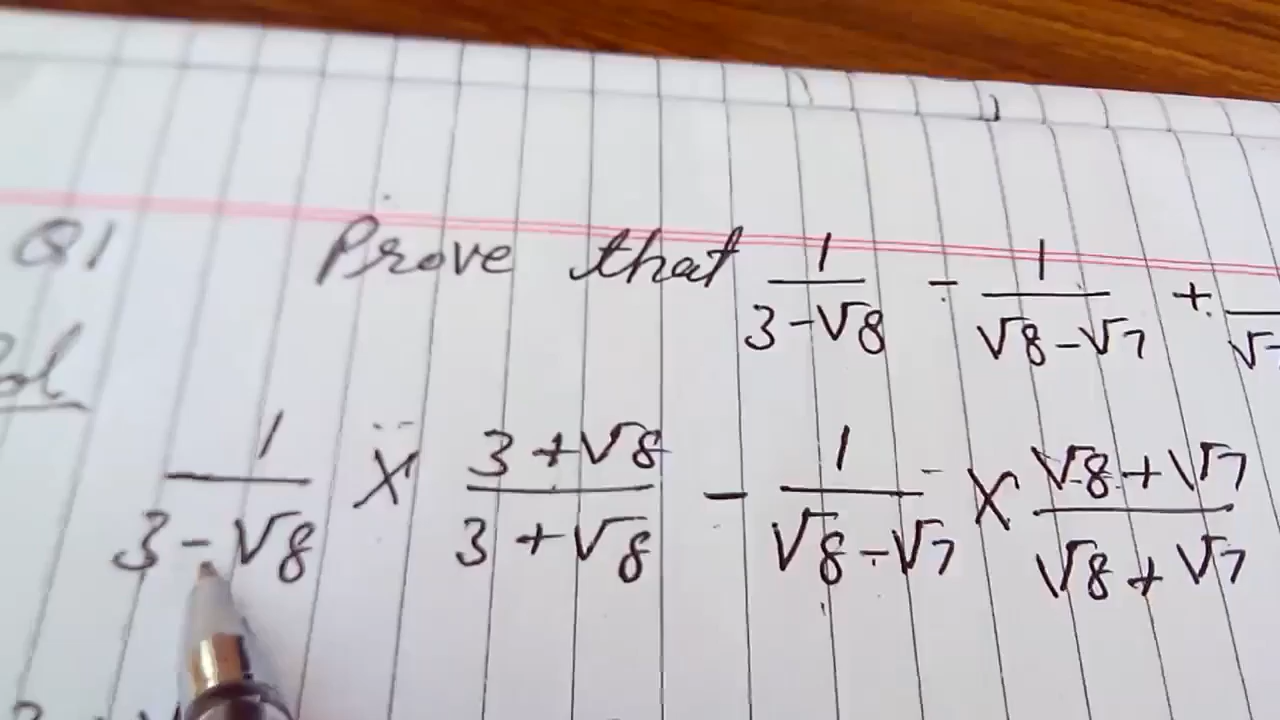 Q1 Prove that 1/(3-√8) - 1/(√8-√7) +
1/(3-√8) X (3+√8)/(3+√8) - 1/(√8-√7) X (√8+√7)/(√8+√7)